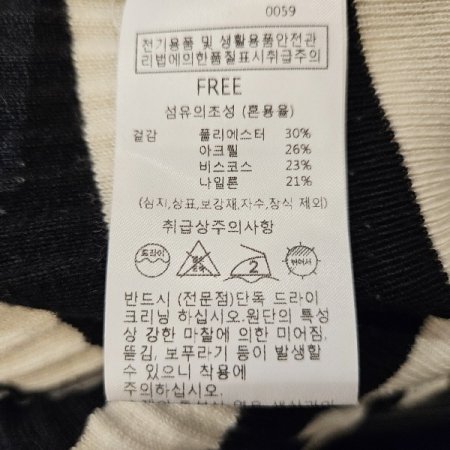 0059
전기용품 및 생활용품안전관
리법에의한품질표시취급주의
FREE
섬유의조성 (혼용율)
겉감 폴리에스터 30%
아크릴 26%
비스코스 23%
나일론 21%
(심지,상표,보강재,자수,장식 제외)
취급상주의사항
드라이 2 뉘어서
반드시 (전문점)단독 드라이
크리닝 하십시오.원단의 특성
상 강한 마찰에 의한 미어짐.
뜯김, 보푸라기 등이 발생할
수 있으니 착용에
주의하십시오.